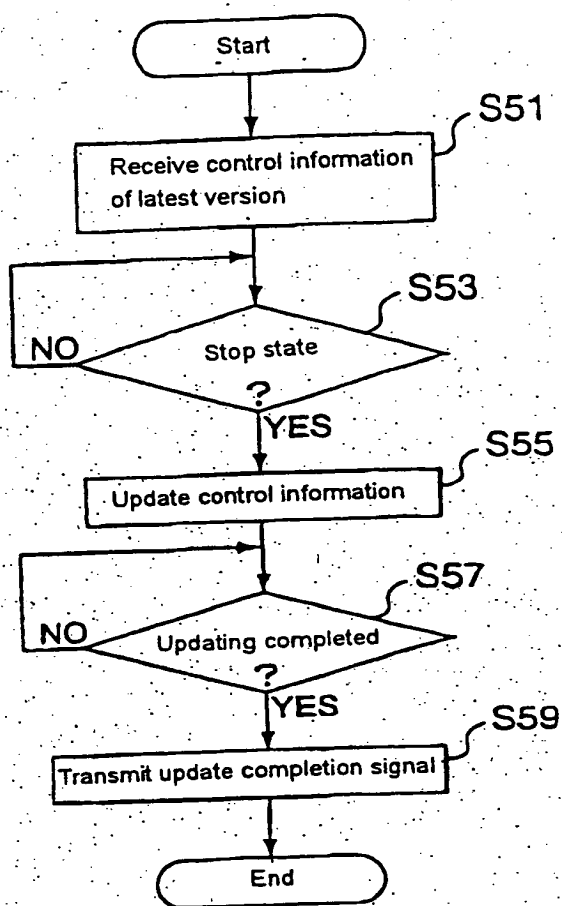 Start
S51
Receive control information
of latest version
S53
Stop state
?
NO
YES
S55
Update control information
S57
Updating completed
?
NO
YES
S59
Transmit update completion signal
End